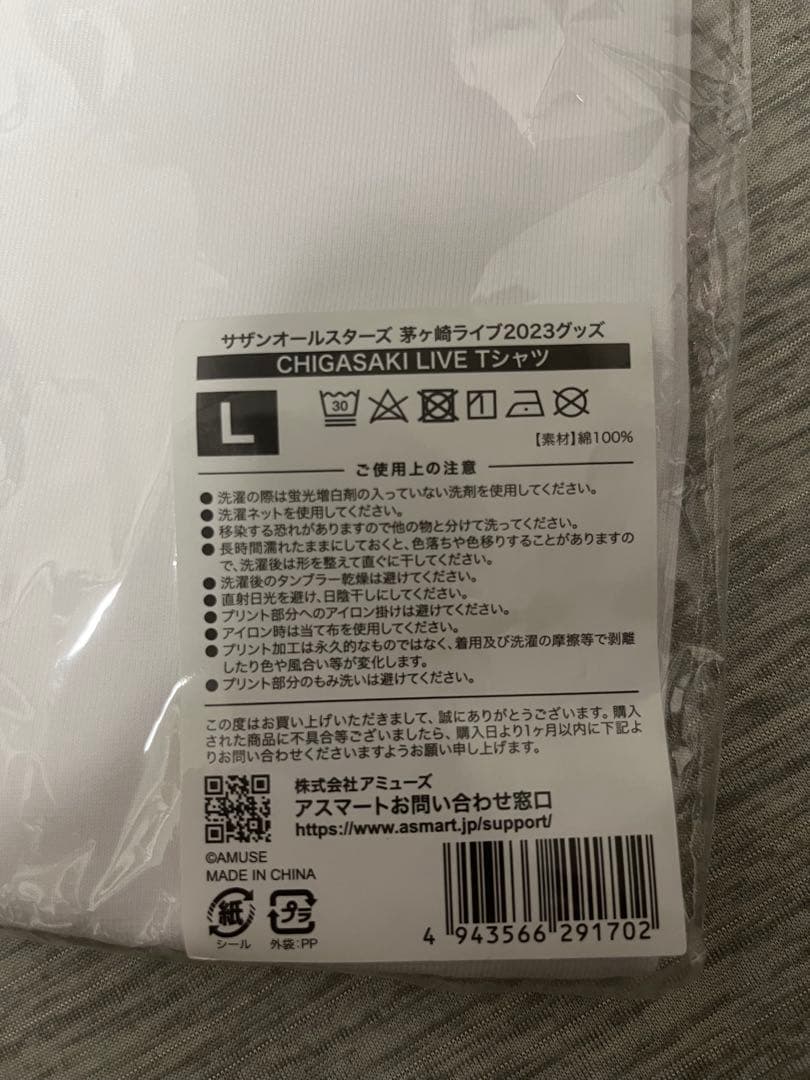 サザンオールスターズ 茅ヶ崎ライブ2023グッズ
CHIGASAKI LIVE Tシャツ
L
30
【素材】綿100%
ご使用上の注意
● 洗濯の際は蛍光増白剤の入っていない洗剤を使用してください。
● 洗濯ネットを使用してください。
● 移染する恐れがありますので他の物と分けて洗ってください。
● 長時間濡れたままにしておくと、色落ちや色移りすることがありますの
で、洗濯後は形を整えて直ぐに干してください。
● 洗濯後のタンブラー乾燥は避けてください。
● 直射日光を避け、日陰干しにしてください。
● プリント部分へのアイロン掛けは避けてください。
● アイロン時は当て布を使用してください。
● プリント加工は永久的なものではなく、着用及び洗濯の摩擦等で剥離
したり色や風合い等が変化します。
● プリント部分のもみ洗いは避けてください。
この度はお買い上げいただきまして、誠にありがとうございます。購入
された商品に不具合等ございましたら、購入日より1ヶ月以内に下記よ
りお問い合わせくださいますようお願い申し上げます。
株式会社アミューズ
アスマートお問い合わせ窓口
https://www.asmart.jp/support/
©AMUSE
MADE IN CHINA
紙
プラ
シール
外袋:PP
4 943566 291702